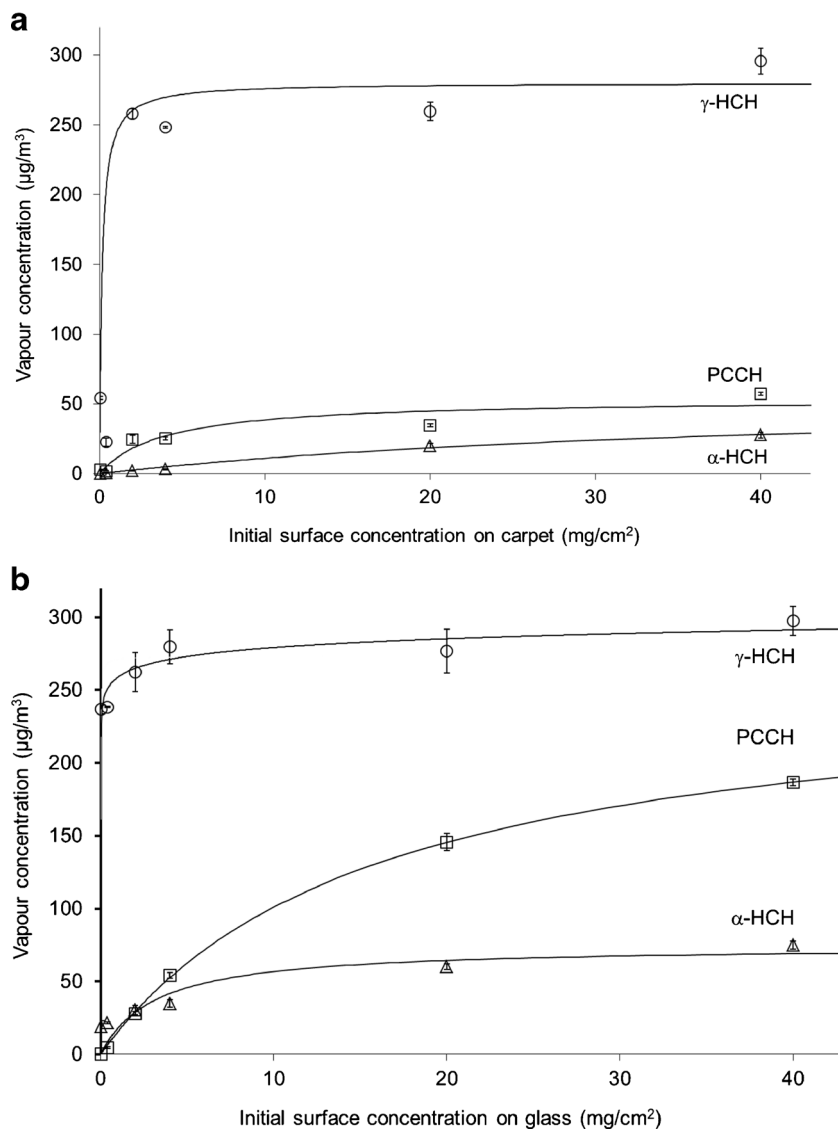 a
300
250
200
150
100
50
0
Vapour concentration (µg/m³)
γ-HCH
PCCH
α-HCH
0 10 20 30 40
Initial surface concentration on carpet (mg/cm²)
b
300
250
200
150
100
50
0
Vapour concentration (µg/m³)
γ-HCH
PCCH
α-HCH
0 10 20 30 40
Initial surface concentration on glass (mg/cm²)